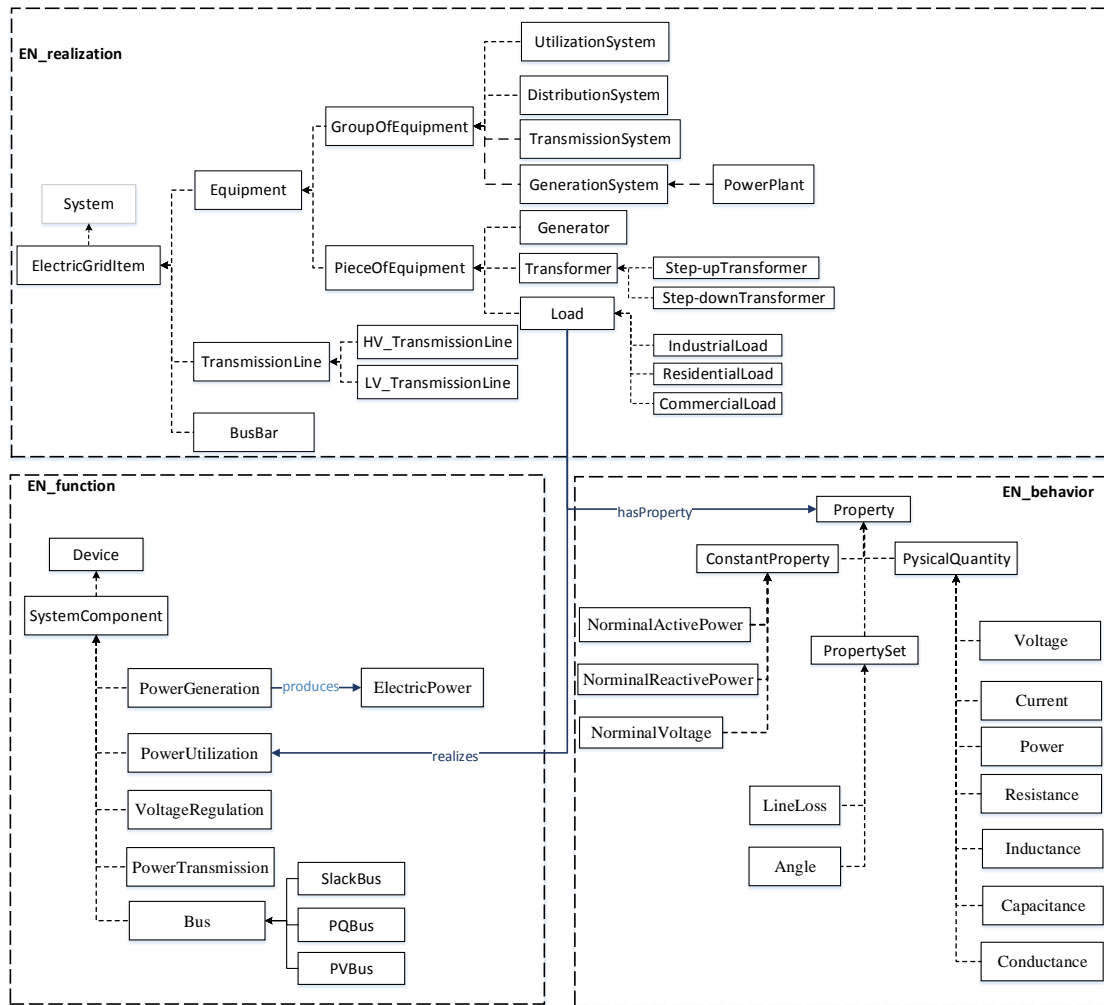 EN_realization
UtilizationSystem
DistributionSystem
GroupOfEquipment
TransmissionSystem
Equipment
GenerationSystem
PowerPlant
System
Generator
ElectricGridItem
PieceOfEquipment
Transformer
Step-upTransformer
Step-downTransformer
Load
HV_TransmissionLine
IndustrialLoad
TransmissionLine
ResidentialLoad
LV_TransmissionLine
CommercialLoad
BusBar
EN_function
Device
SystemComponent
PowerGeneration
produces
ElectricPower
PowerUtilization
realizes
VoltageRegulation
PowerTransmission
SlackBus
Bus
PQBus
PVBus
EN_behavior
hasProperty
Property
ConstantProperty
PysicalQuantity
NorminalActivePower
Voltage
PropertySet
NorminalReactivePower
Current
NorminalVoltage
Power
LineLoss
Resistance
Inductance
Angle
Capacitance
Conductance